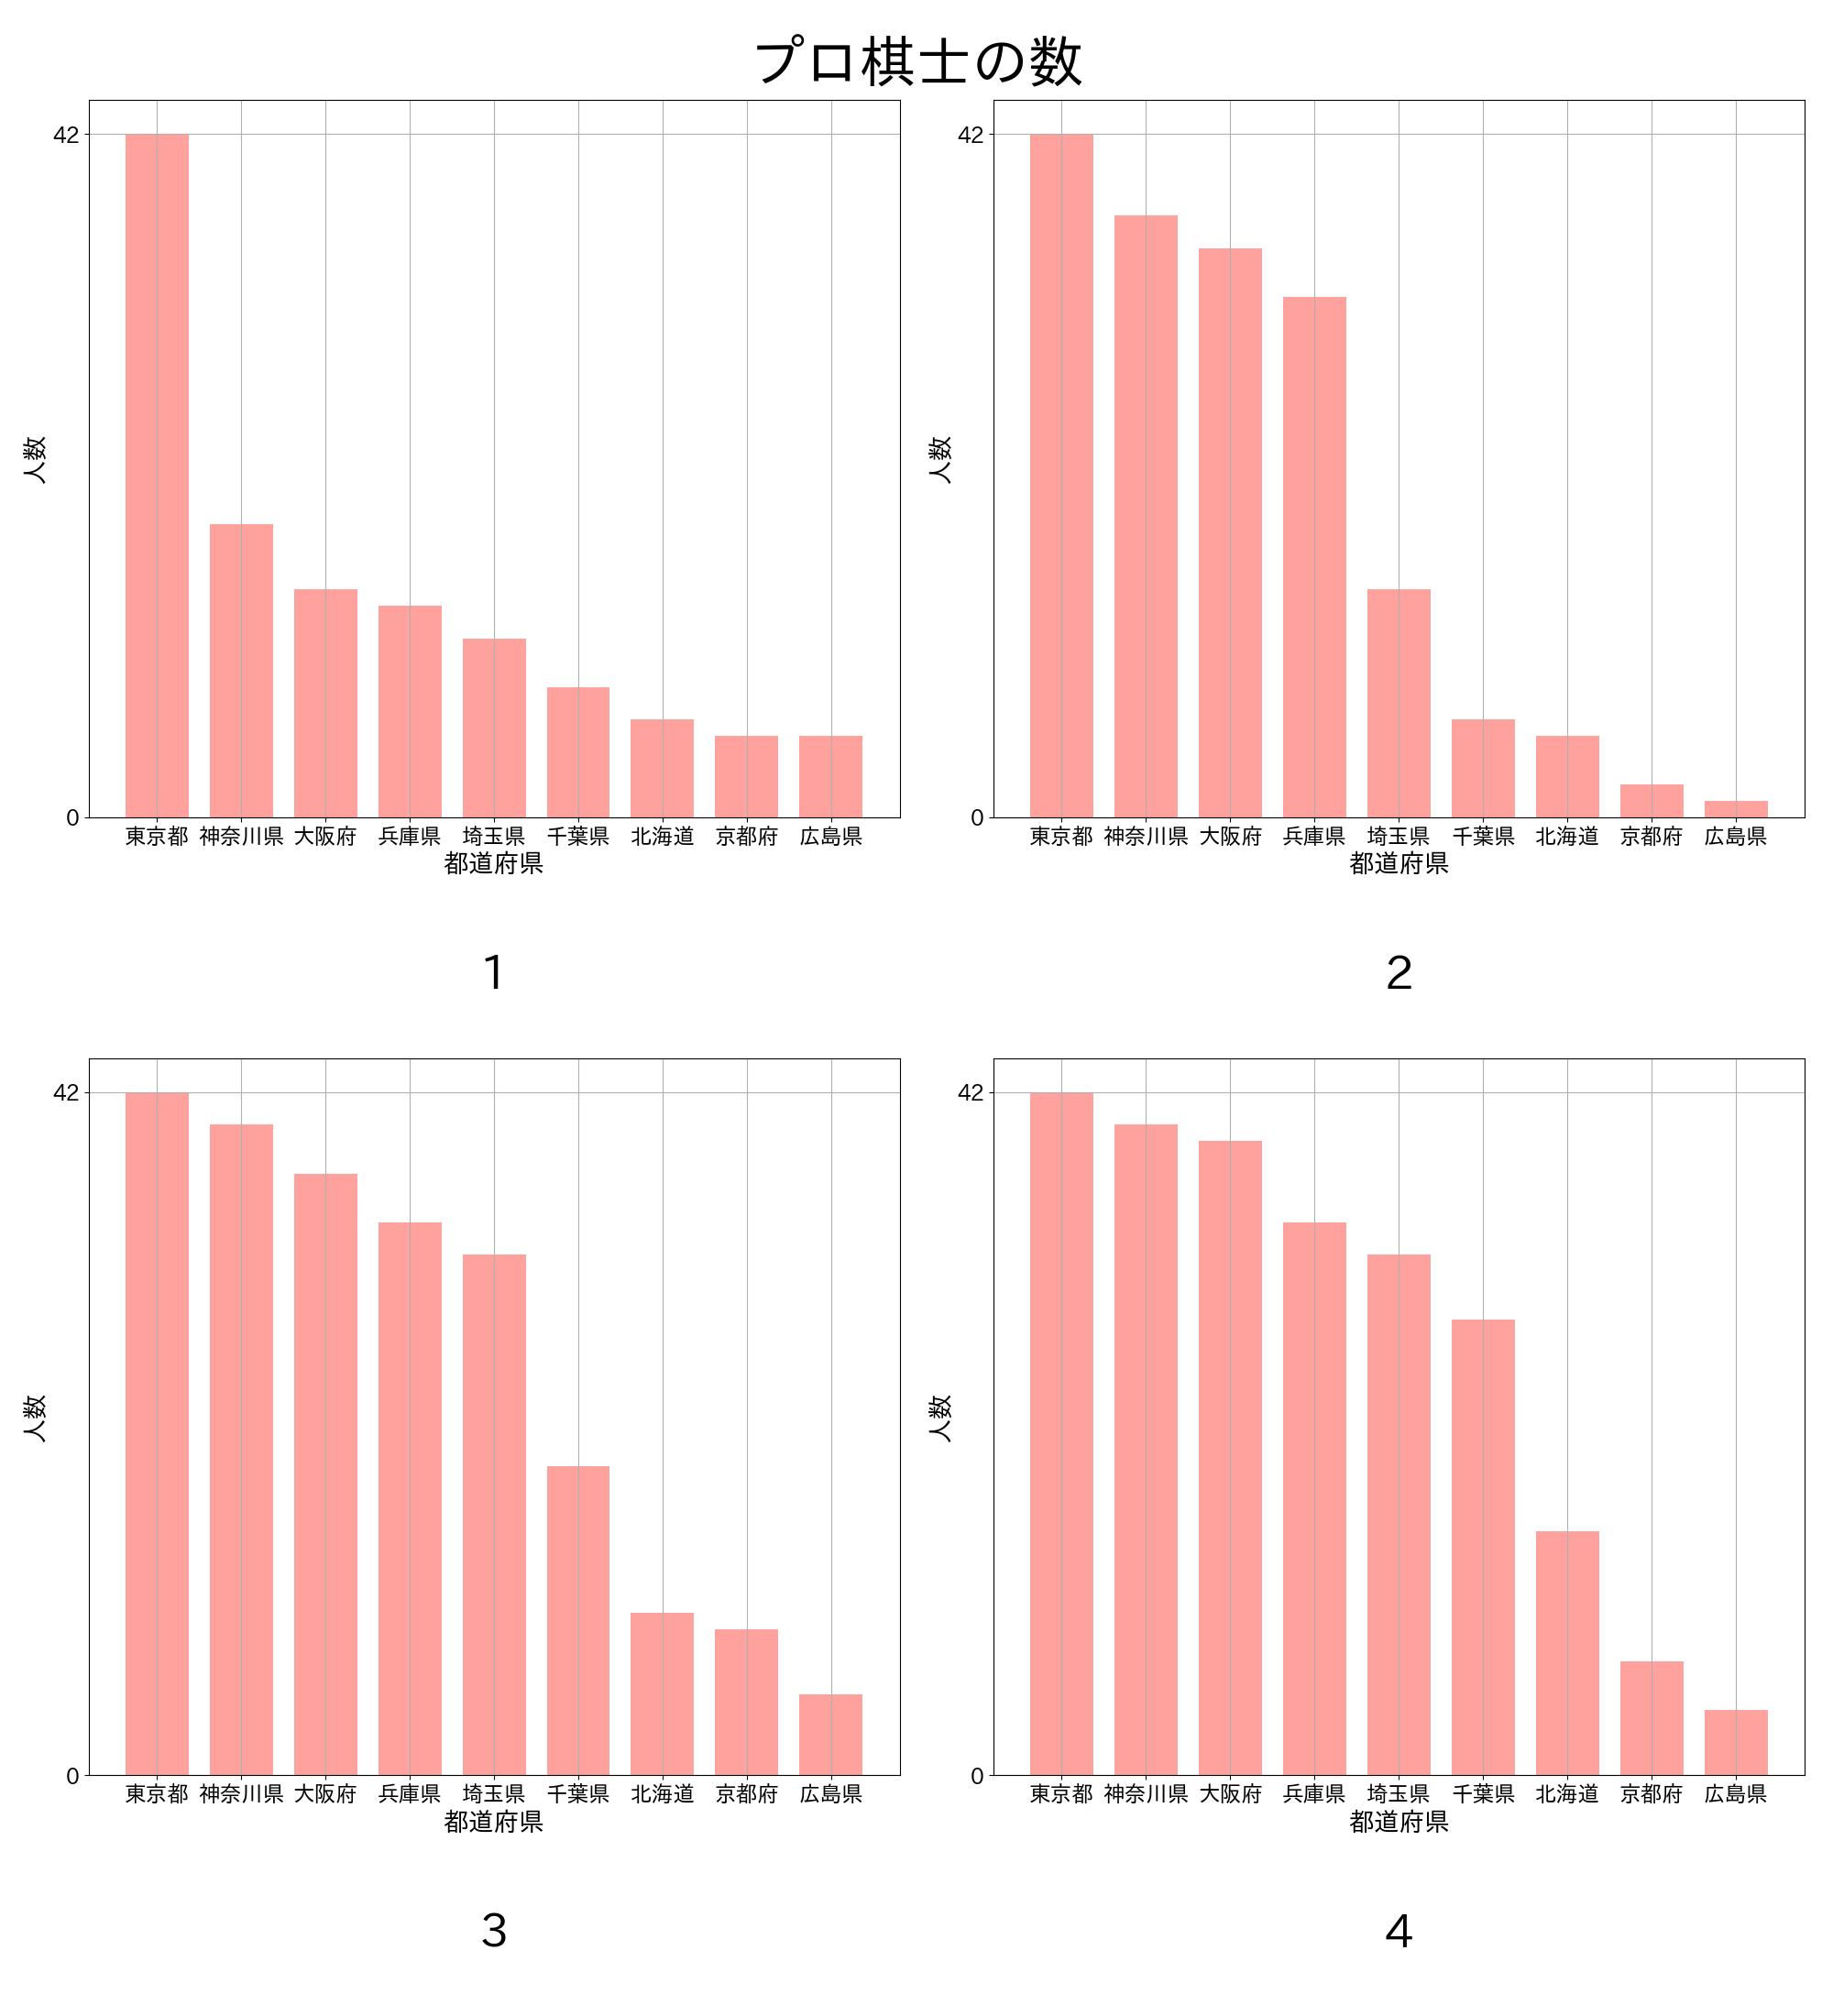 プロ棋士の数
42
0
人数
東京都 神奈川県 大阪府 兵庫県 埼玉県 千葉県 北海道 京都府 広島県
都道府県
1
42
0
人数
東京都 神奈川県 大阪府 兵庫県 埼玉県 千葉県 北海道 京都府 広島県
都道府県
2
42
0
人数
東京都 神奈川県 大阪府 兵庫県 埼玉県 千葉県 北海道 京都府 広島県
都道府県
3
42
0
人数
東京都 神奈川県 大阪府 兵庫県 埼玉県 千葉県 北海道 京都府 広島県
都道府県
4